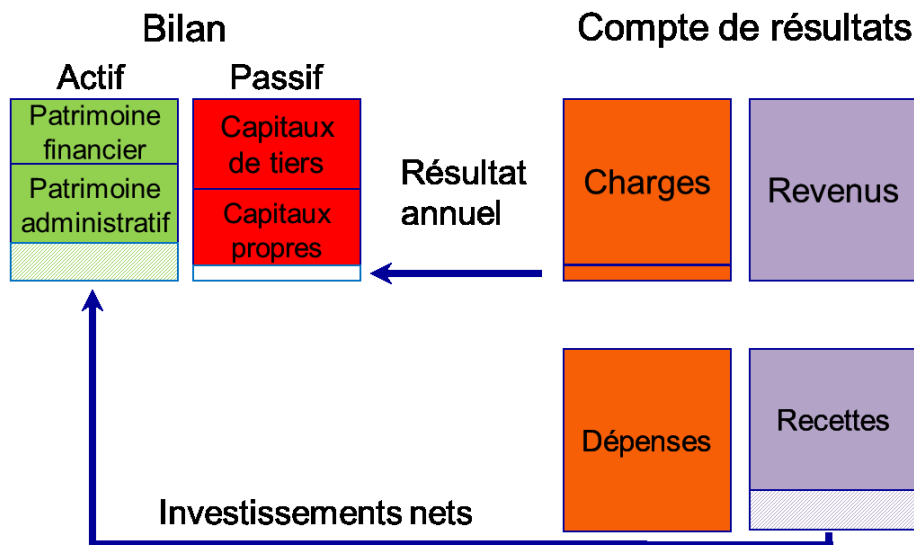 Bilan
Compte de résultats
Actif
Passif
Patrimoine
financier
Patrimoine
administratif
Capitaux
de tiers
Capitaux
propres
Résultat
annuel
Charges
Revenus
Dépenses
Recettes
Investissements nets